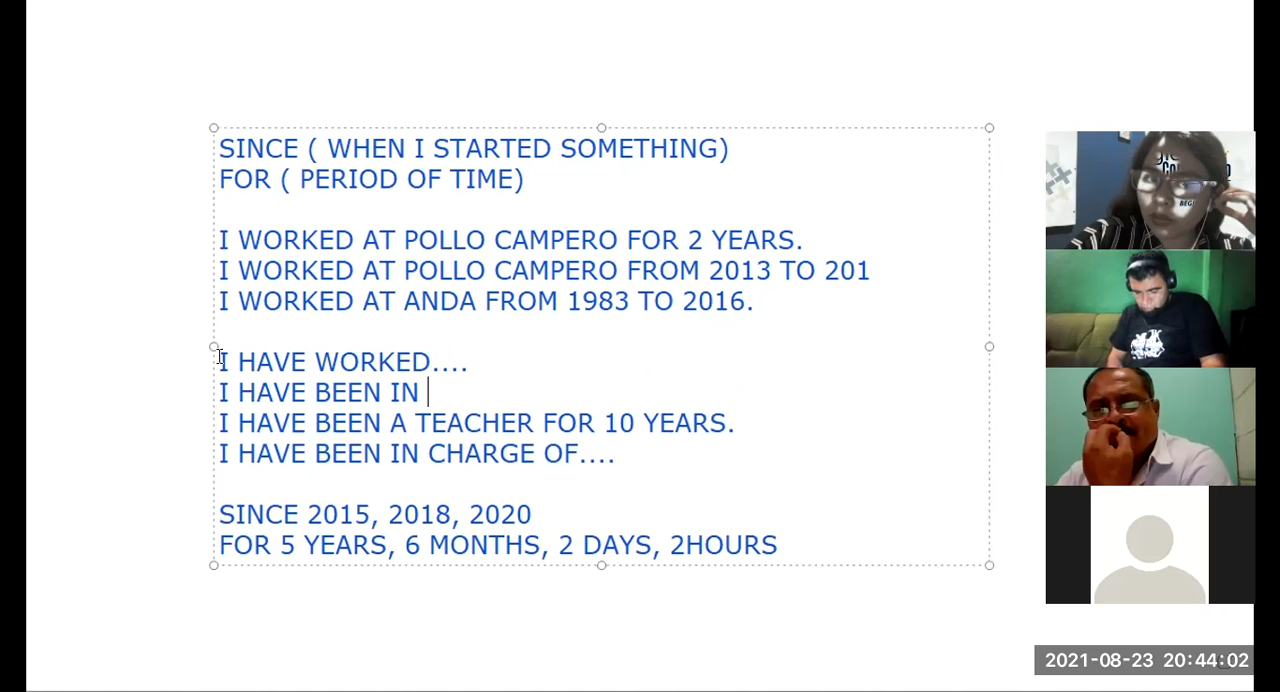 SINCE ( WHEN I STARTED SOMETHING)
FOR ( PERIOD OF TIME)
I WORKED AT POLLO CAMPERO FOR 2 YEARS.
I WORKED AT POLLO CAMPERO FROM 2013 TO 201
I WORKED AT ANDA FROM 1983 TO 2016.
I HAVE WORKED....
I HAVE BEEN IN
I HAVE BEEN A TEACHER FOR 10 YEARS.
I HAVE BEEN IN CHARGE OF....
SINCE 2015, 2018, 2020
FOR 5 YEARS, 6 MONTHS, 2 DAYS, 2HOURS
2021-08-23 20:44:02